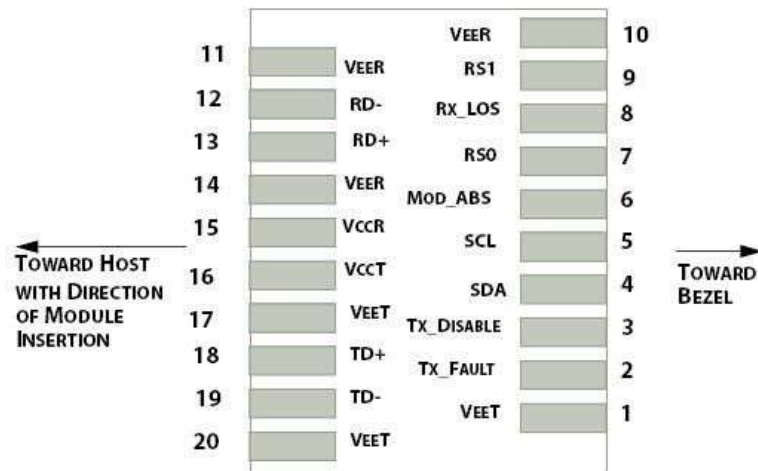 11 VEER
12 RD-
13 RD+
14 VEER
15 VCCR
16 VCCT
17 VEET
18 TD+
19 TD-
20 VEET
TOWARD HOST
WITH DIRECTION
OF MODULE
INSERTION
VEER 10
RS1 9
RX_LOS 8
RS0 7
MOD_ABS 6
SCL 5
SDA 4
TX_DISABLE 3
TX_FAULT 2
VEET 1
TOWARD
BEZEL